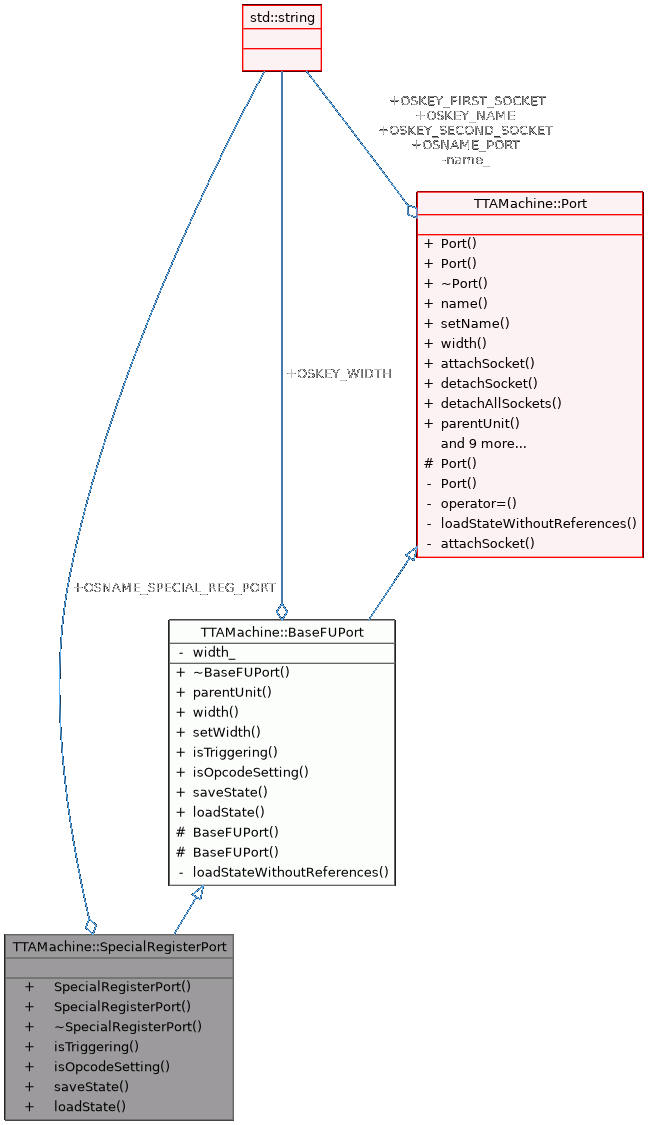 std::string
+OSKEY_FIRST_SOCKET
+OSKEY_NAME
+OSKEY_SECOND_SOCKET
+OSNAME_PORT
-name_
TTAMachine::Port
+ Port()
+ Port()
+ ~Port()
+ name()
+ setName()
+ width()
+ attachSocket()
+ detachSocket()
+ detachAllSockets()
+ parentUnit()
and 9 more...
# Port()
- Port()
- operator=()
- loadStateWithoutReferences()
- attachSocket()
+OSKEY_WIDTH
+OSNAME_SPECIAL_REG_PORT
TTAMachine::BaseFUPort
- width_
+ ~BaseFUPort()
+ parentUnit()
+ width()
+ setWidth()
+ isTriggering()
+ isOpcodeSetting()
+ saveState()
+ loadState()
# BaseFUPort()
# BaseFUPort()
- loadStateWithoutReferences()
TTAMachine::SpecialRegisterPort
+ SpecialRegisterPort()
+ SpecialRegisterPort()
+ ~SpecialRegisterPort()
+ isTriggering()
+ isOpcodeSetting()
+ saveState()
+ loadState()